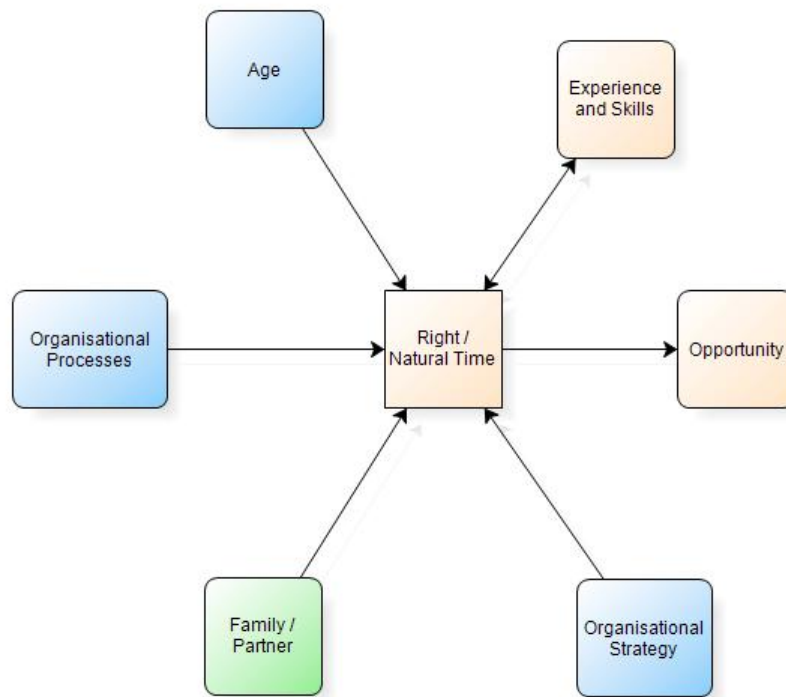 Age
Experience
and Skills
Organisational
Processes
Right /
Natural Time
Opportunity
Family /
Partner
Organisational
Strategy